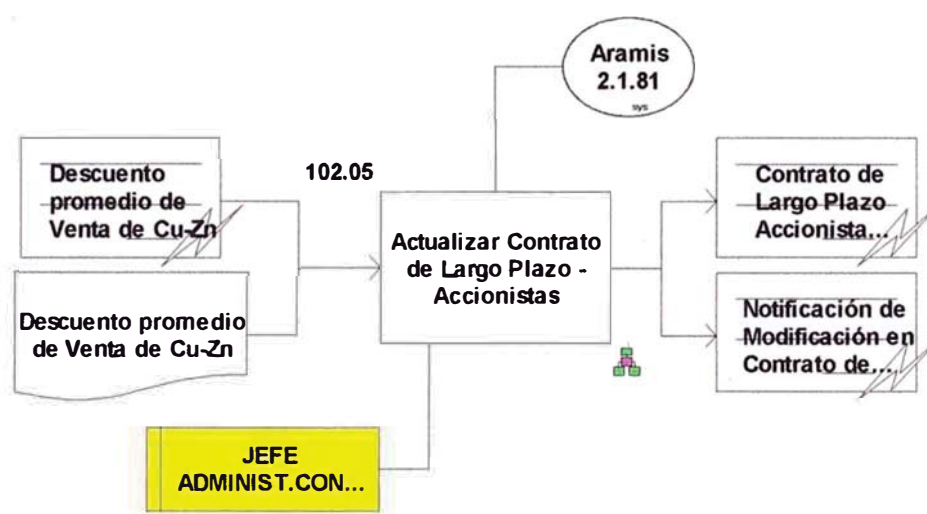 Aramis
2.1.81
sys
Descuento
promedio de
Venta de Cu-Zn
102.05
Contrato de
Largo Plazo
Accionista...
Actualizar Contrato
de Largo Plazo -
Accionistas
Descuento promedio
de Venta de Cu-Zn
Notificación de
Modificación en
Contrato de...
JEFE
ADMINIST.CON...